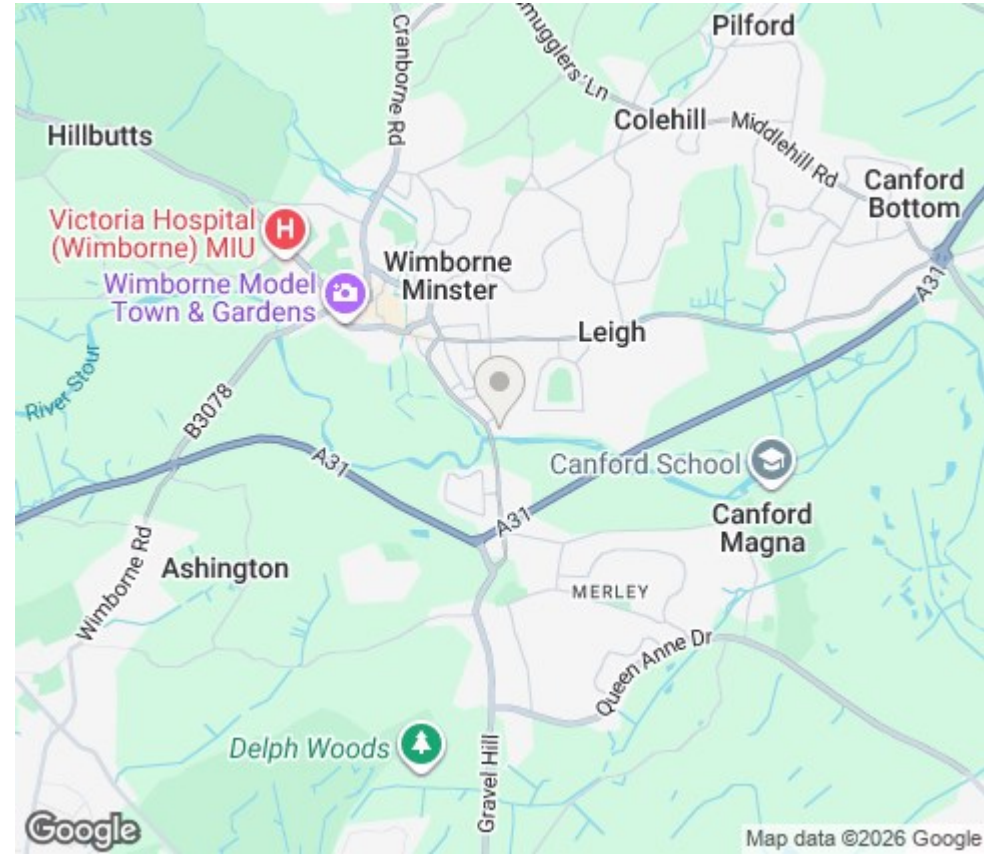 Pilford
Smugglers' Ln
Cranborne Rd
Colehill
Middlehill Rd
Hillbutts
Canford
Bottom
Victoria Hospital
(Wimborne) MIU
H
Wimborne
Minster
Wimborne Model
Town & Gardens
A31
Leigh
River Stour
B3078
A31
Canford School
A31
Canford
Magna
Ashington
MERLEY
Wimborne Rd
Queen Anne Dr
Delph Woods
Gravel Hill
Google
Map data ©2026 Google